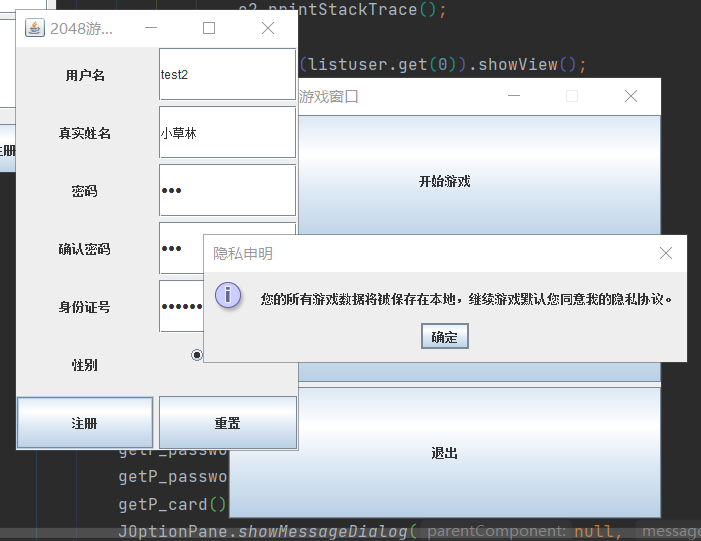 e2.printStackTrace();
2048游...
(listuser.get(0)).showView();
用户名
test2
游戏窗口
真实姓名
小草林
注册
密码
•••
开始游戏
确认密码
•••
隐私申明
身份证号
••••••
您的所有游戏数据将被保存在本地，继续游戏默认您同意我的隐私协议。
确定
性别
注册
重置
退出
getP_passwo
getP_passwo
getP_card()
JOptionPane.showMessageDialog( parentComponent: null, message